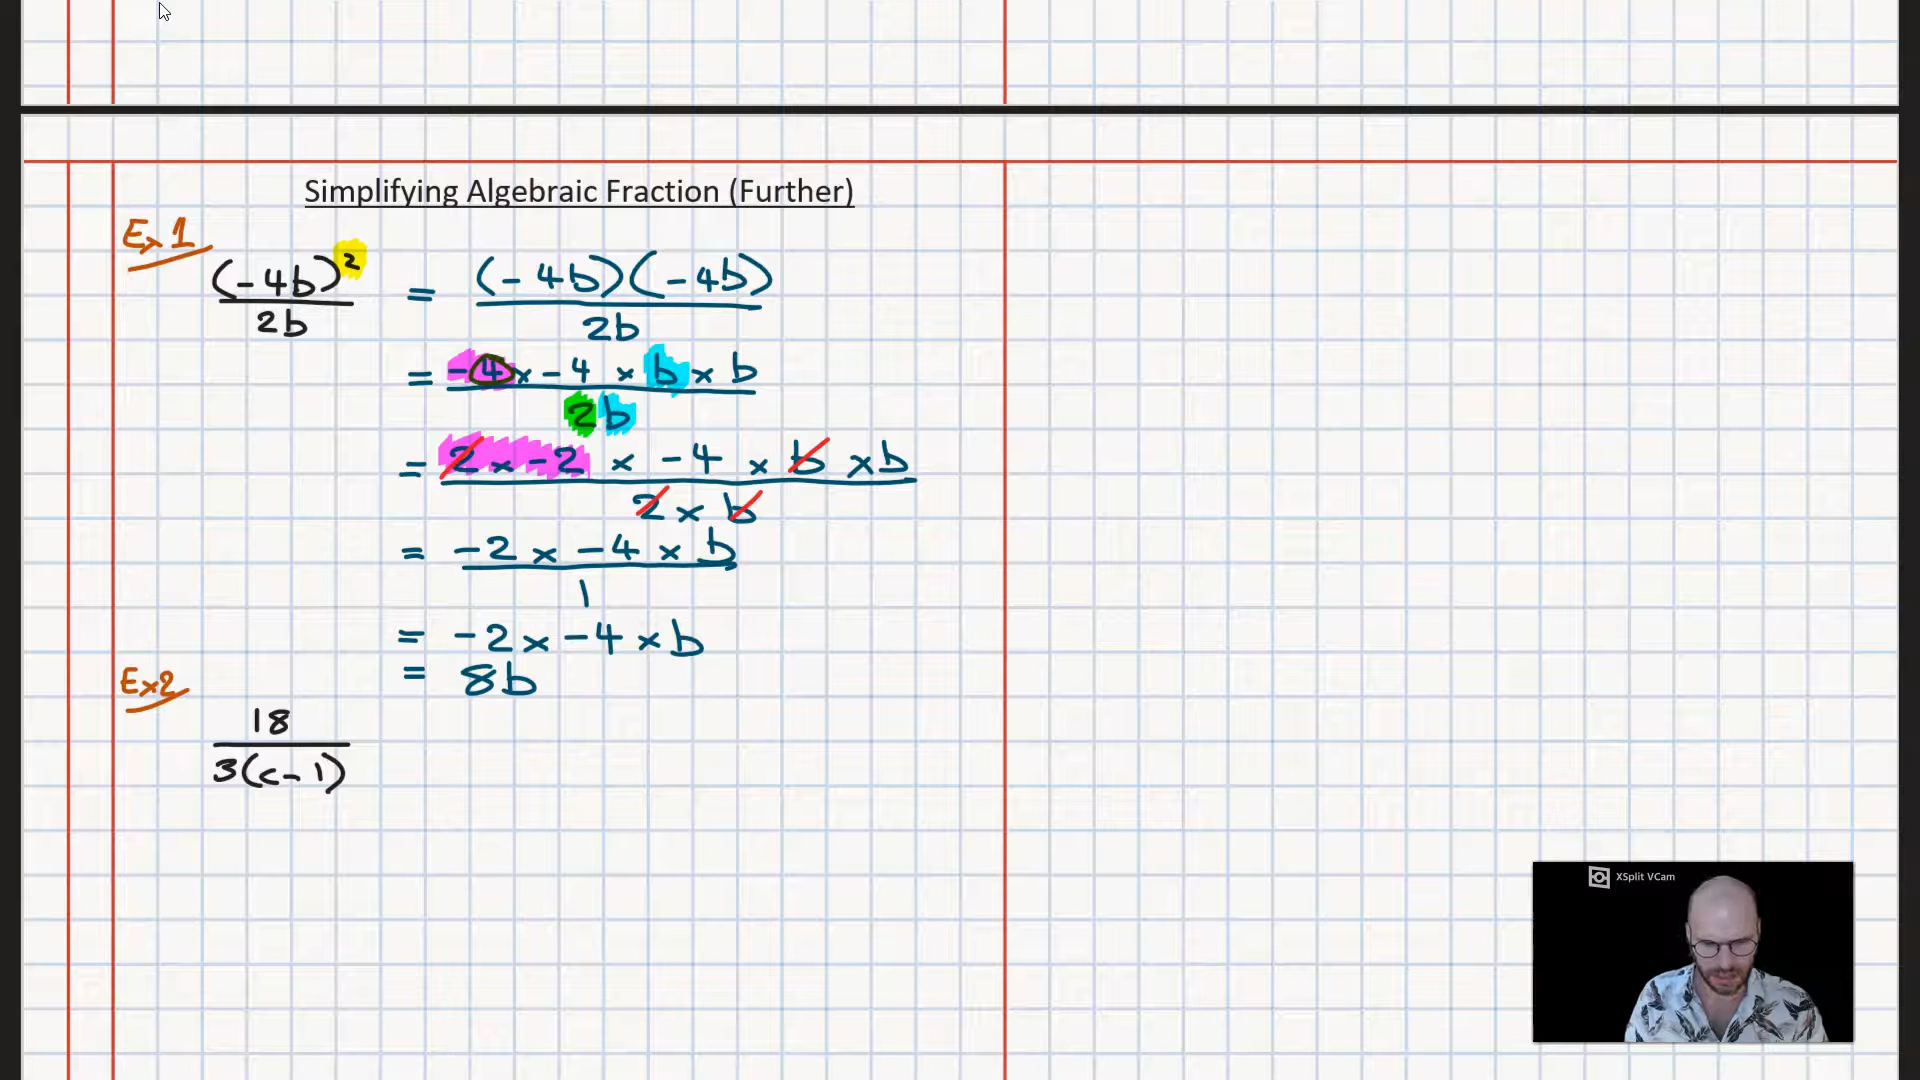 Simplifying Algebraic Fraction (Further)
Ex 1
(-4b)² / 2b = (-4b)(-4b) / 2b
= -4 x -4 x b x b / 2b
= 2 x -2 x -4 x b x b / 2 x b
= -2 x -4 x b / 1
= -2 x -4 x b
= 8b
Ex2
18 / 3(c-1)
XSplit VCam